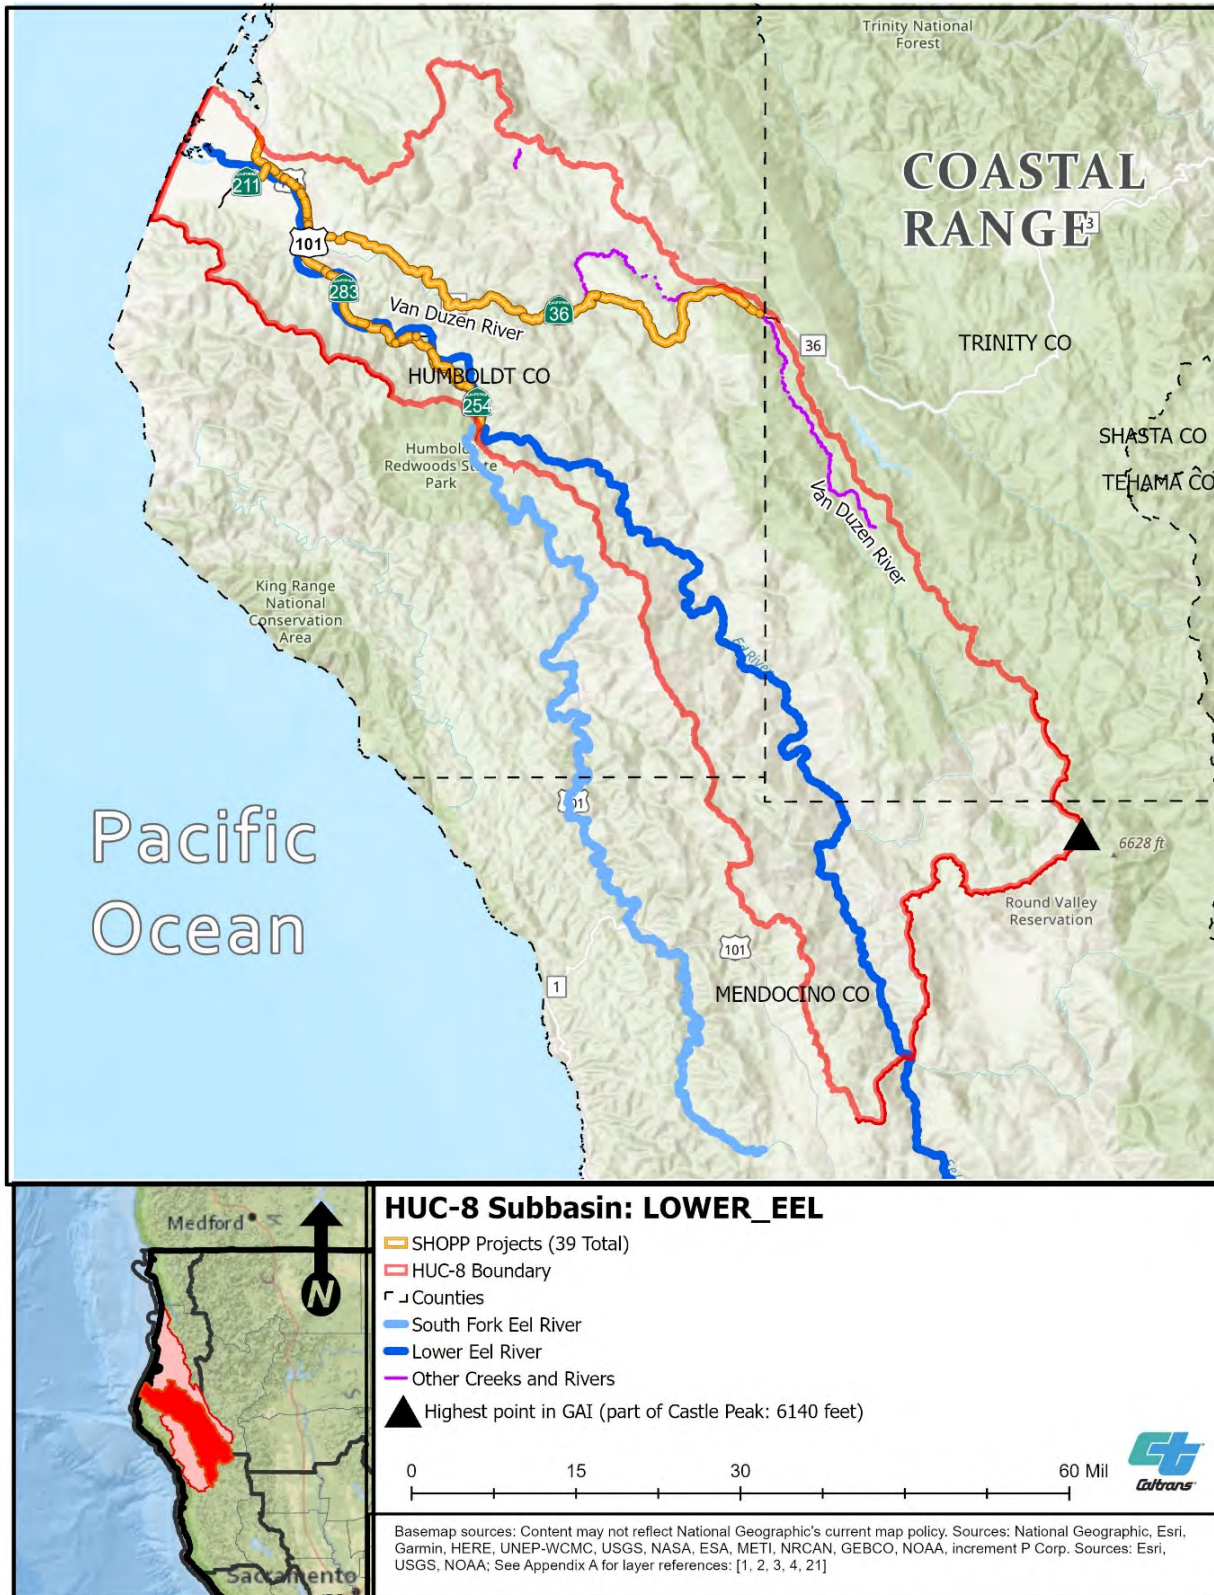 Trinity National
Forest
COASTAL
RANGE
3
211
101
283
36
Van Duzen River
36
TRINITY CO
HUMBOLDT CO
254
SHASTA CO
TEHAMA CO
Redwoods State
Park
Van Duzen River
King Range
National
Conservation
Area
Eel River
101
Pacific
Ocean
6628 ft
Round Valley
Reservation
101
1
MENDOCINO CO
Medford
N
Sacramento
HUC-8 Subbasin: LOWER_EEL
SHOPP Projects (39 Total)
HUC-8 Boundary
Counties
South Fork Eel River
Lower Eel River
Other Creeks and Rivers
Highest point in GAI (part of Castle Peak: 6140 feet)
0 15 30 60 Mil
Caltrans
Basemap sources: Content may not reflect National Geographic's current map policy. Sources: National Geographic, Esri,
Garmin, HERE, UNEP-WCMC, USGS, NASA, ESA, METI, NRCAN, GEBCO, NOAA, increment P Corp. Sources: Esri,
USGS, NOAA; See Appendix A for layer references: [1, 2, 3, 4, 21]